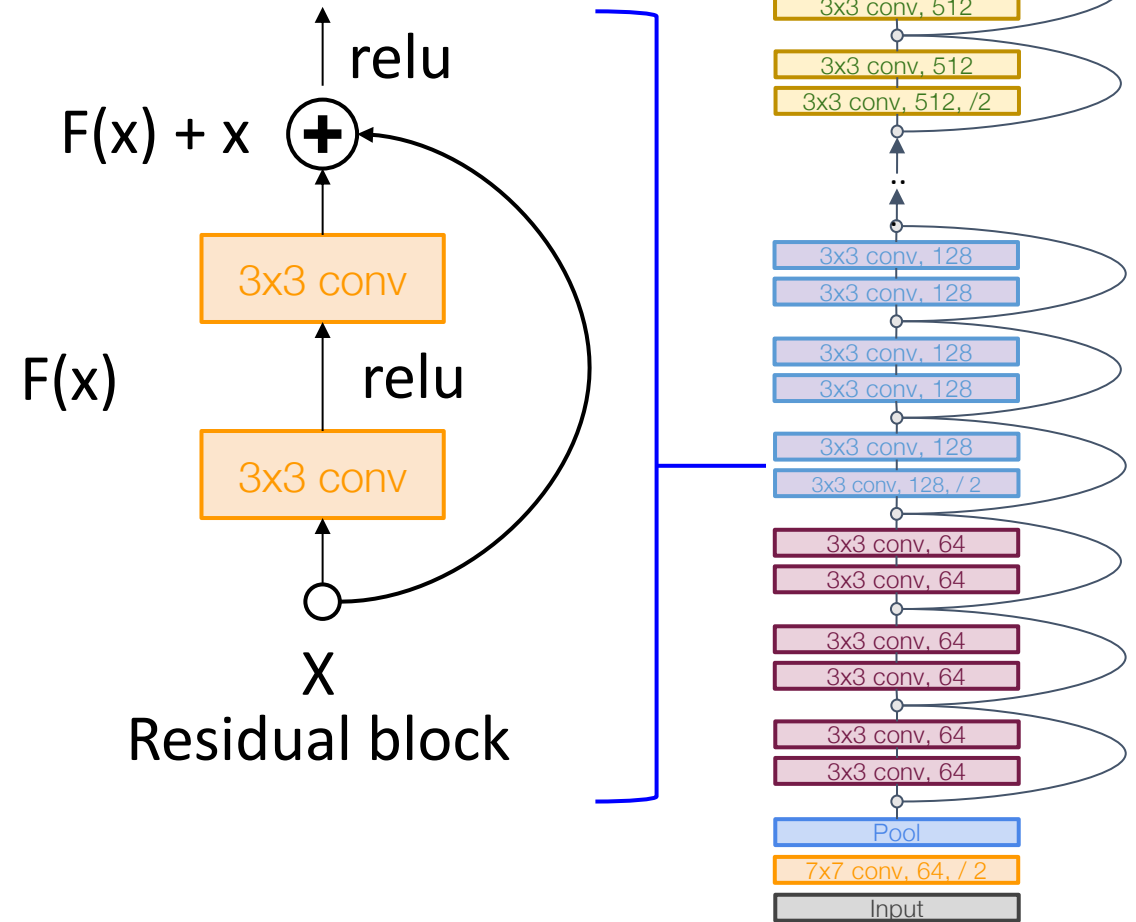 relu
F(x) + x
3x3 conv
F(x)
relu
3x3 conv
X
Residual block
3x3 conv, 512
3x3 conv, 512
3x3 conv, 512, /2
..
3x3 conv, 128
3x3 conv, 128
3x3 conv, 128
3x3 conv, 128
3x3 conv, 128
3x3 conv, 128, / 2
3x3 conv, 64
3x3 conv, 64
3x3 conv, 64
3x3 conv, 64
3x3 conv, 64
3x3 conv, 64
Pool
7x7 conv, 64, / 2
Input